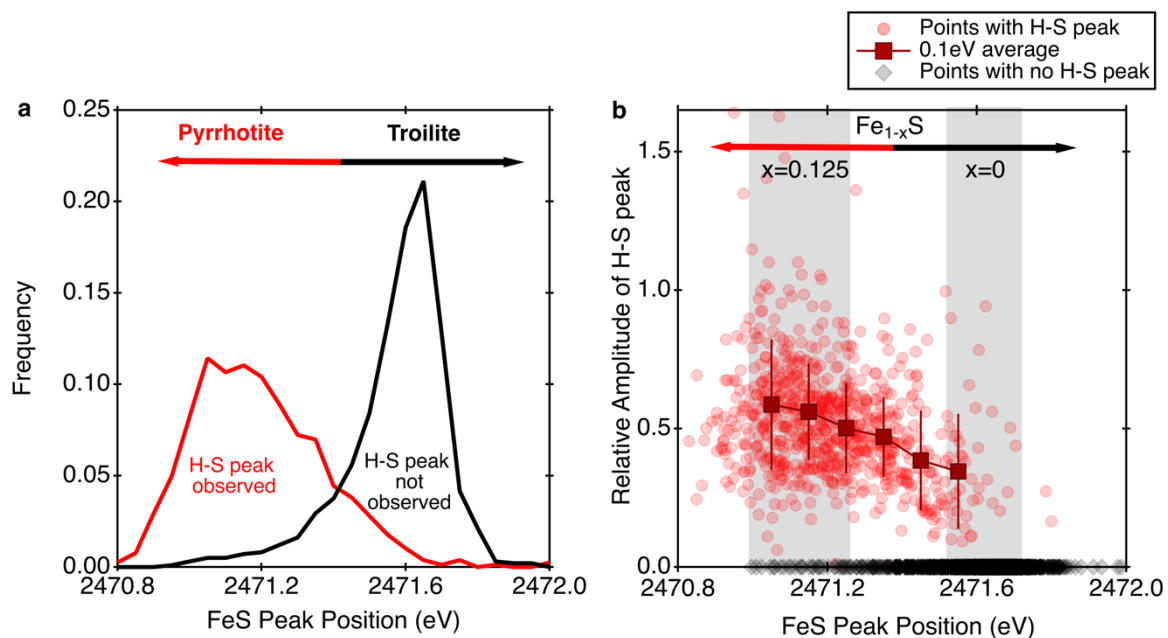 a
0.25
0.20
0.15
0.10
0.05
0.00
Frequency
Pyrrhotite
Troilite
H-S peak
observed
H-S peak
not
observed
2470.8
2471.2
2471.6
2472.0
FeS Peak Position (eV)
Points with H-S peak
0.1eV average
Points with no H-S peak
b
1.5
1.0
0.5
0.0
Relative Amplitude of H-S peak
Fe1-xS
x=0.125
x=0
2470.8
2471.2
2471.6
2472.0
FeS Peak Position (eV)